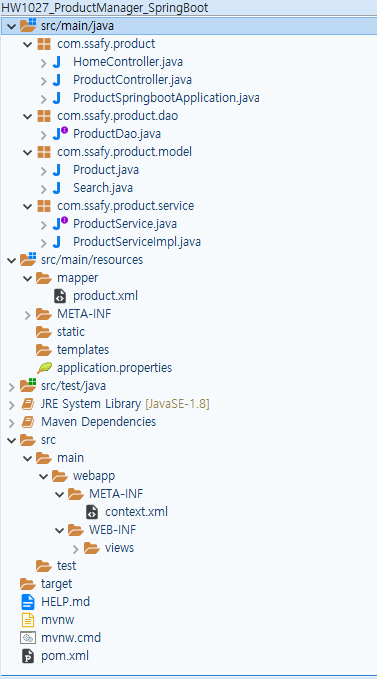 HW1027_ProductManager_SpringBoot
src/main/java
com.ssafy.product
HomeController.java
ProductController.java
ProductSpringbootApplication.java
com.ssafy.product.dao
ProductDao.java
com.ssafy.product.model
Product.java
Search.java
com.ssafy.product.service
ProductService.java
ProductServiceImpl.java
src/main/resources
mapper
product.xml
META-INF
static
templates
application.properties
src/test/java
JRE System Library [JavaSE-1.8]
Maven Dependencies
src
main
webapp
META-INF
context.xml
WEB-INF
views
test
target
HELP.md
mvnw
mvnw.cmd
pom.xml